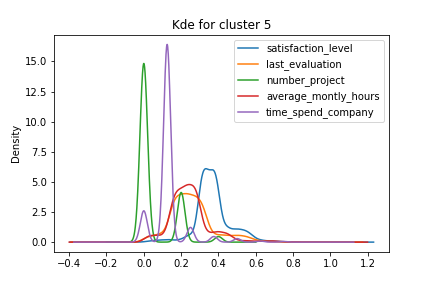 Kde for cluster 5
satisfaction_level
last_evaluation
number_project
average_montly_hours
time_spend_company
Density
15.0
12.5
10.0
7.5
5.0
2.5
0.0
−0.4 −0.2 0.0 0.2 0.4 0.6 0.8 1.0 1.2